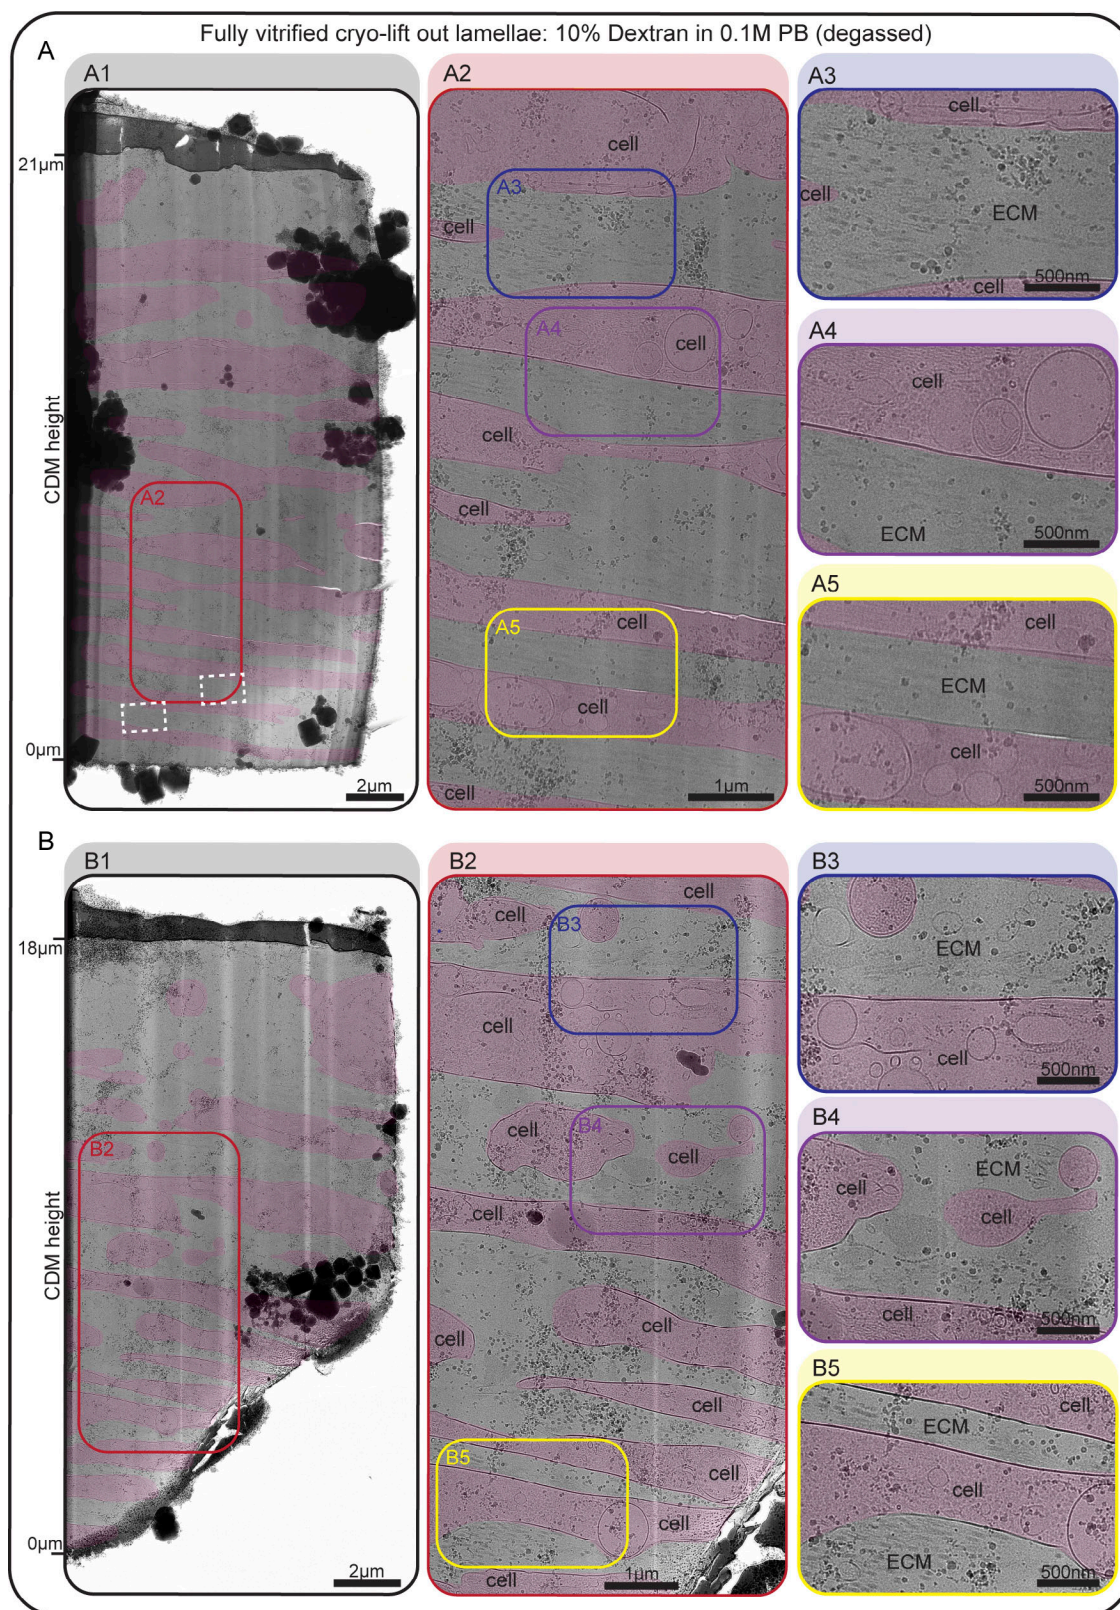 Fully vitrified cryo-lift out lamellae: 10% Dextran in 0.1M PB (degassed)
A
A1
21µm
CDM height
A2
0µm
2µm
A2
cell
A3
cell
A4
cell
cell
cell
A5
cell
cell
cell
1µm
A3
cell
cell
ECM
cell
500nm
A4
cell
ECM
500nm
A5
cell
ECM
cell
500nm
B
B1
18µm
CDM height
B2
0µm
2µm
B2
cell
cell
B3
cell
cell
B4
cell
cell
cell
cell
cell
B5
cell
cell
cell
1µm
B3
ECM
cell
500nm
B4
ECM
cell
cell
cell
500nm
B5
cell
ECM
cell
ECM
500nm